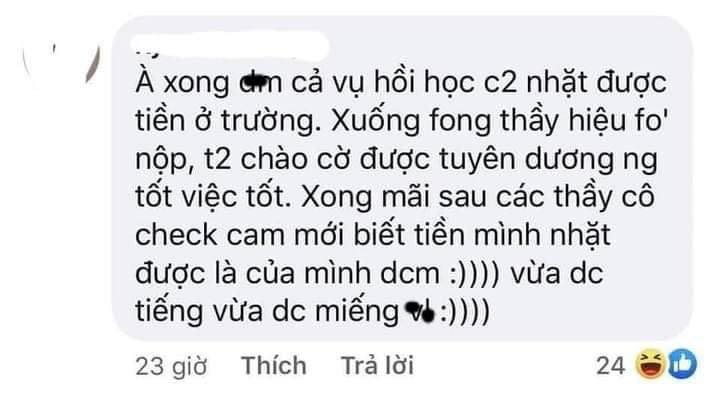 À xong cả vụ hồi học c2 nhặt được
tiền ở trường. Xuống fong thầy hiệu fo'
nộp, t2 chào cờ được tuyên dương ng
tốt việc tốt. Xong mãi sau các thầy cô
check cam mới biết tiền mình nhặt
được là của mình dcm :)))) vừa dc
tiếng vừa dc miếng :))))
23 giờ Thích Trả lời 24